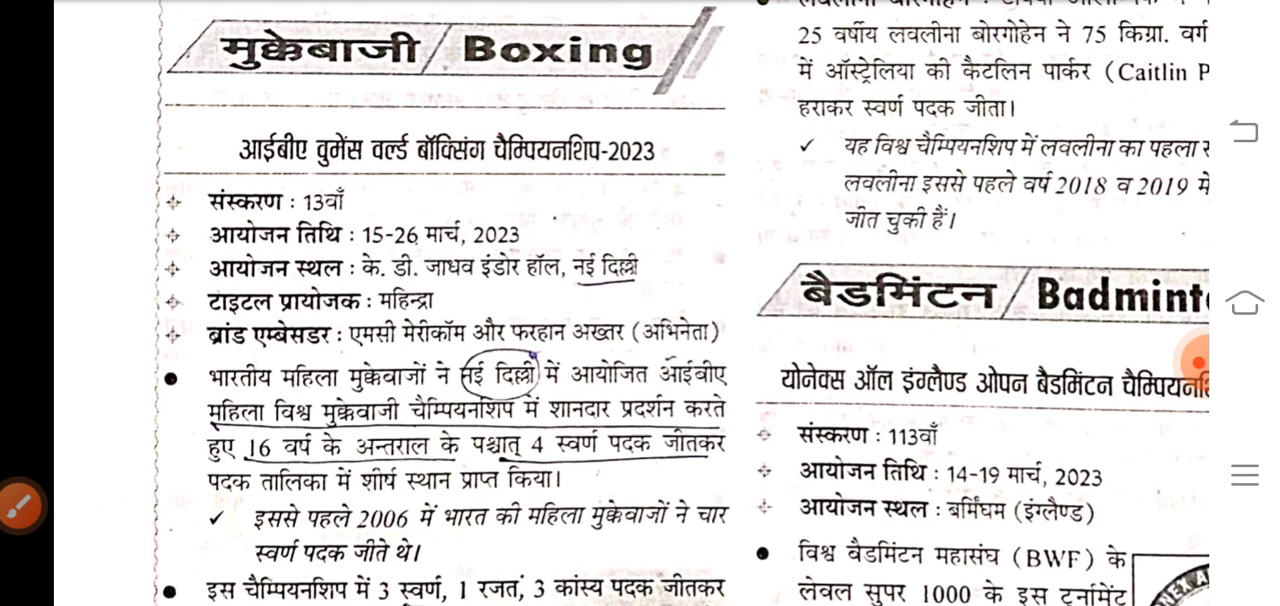 मुक्केबाजी / Boxing
आईबीए वुमेंस वर्ल्ड बॉक्सिंग चैम्पियनशिप-2023
संस्करण : 13वाँ
आयोजन तिथि : 15-26 मार्च, 2023
आयोजन स्थल : के. डी. जाधव इंडोर हॉल, नई दिल्ली
टाइटल प्रायोजक : महिन्द्रा
ब्रांड एम्बेसडर : एमसी मेरीकॉम और फरहान अख्तर (अभिनेता)
भारतीय महिला मुक्केबाजों ने नई दिल्ली में आयोजित आईबीए
महिला विश्व मुक्केबाजी चैम्पियनशिप में शानदार प्रदर्शन करते
हुए 16 वर्ष के अन्तराल के पश्चात् 4 स्वर्ण पदक जीतकर
पदक तालिका में शीर्ष स्थान प्राप्त किया।
✓ इससे पहले 2006 में भारत की महिला मुक्केबाजों ने चार
स्वर्ण पदक जीते थे।
इस चैम्पियनशिप में 3 स्वर्ण, 1 रजत, 3 कांस्य पदक जीतकर
25 वर्षीय लवलीना बोरगोहेन ने 75 किग्रा. वर्ग
में ऑस्ट्रेलिया की कैटलिन पार्कर (Caitlin P
हराकर स्वर्ण पदक जीता।
✓ यह विश्व चैम्पियनशिप में लवलीना का पहला
लवलीना इससे पहले वर्ष 2018 व 2019 में
जीत चुकी हैं।
बैडमिंटन / Badmint
योनेक्स ऑल इंग्लैण्ड ओपन बैडमिंटन चैम्पियनशि
संस्करण : 113वाँ
आयोजन तिथि : 14-19 मार्च, 2023
आयोजन स्थल : बर्मिंघम (इंग्लैण्ड)
विश्व बैडमिंटन महासंघ (BWF) के
लेवल सुपर 1000 के इस टूर्नामेंट